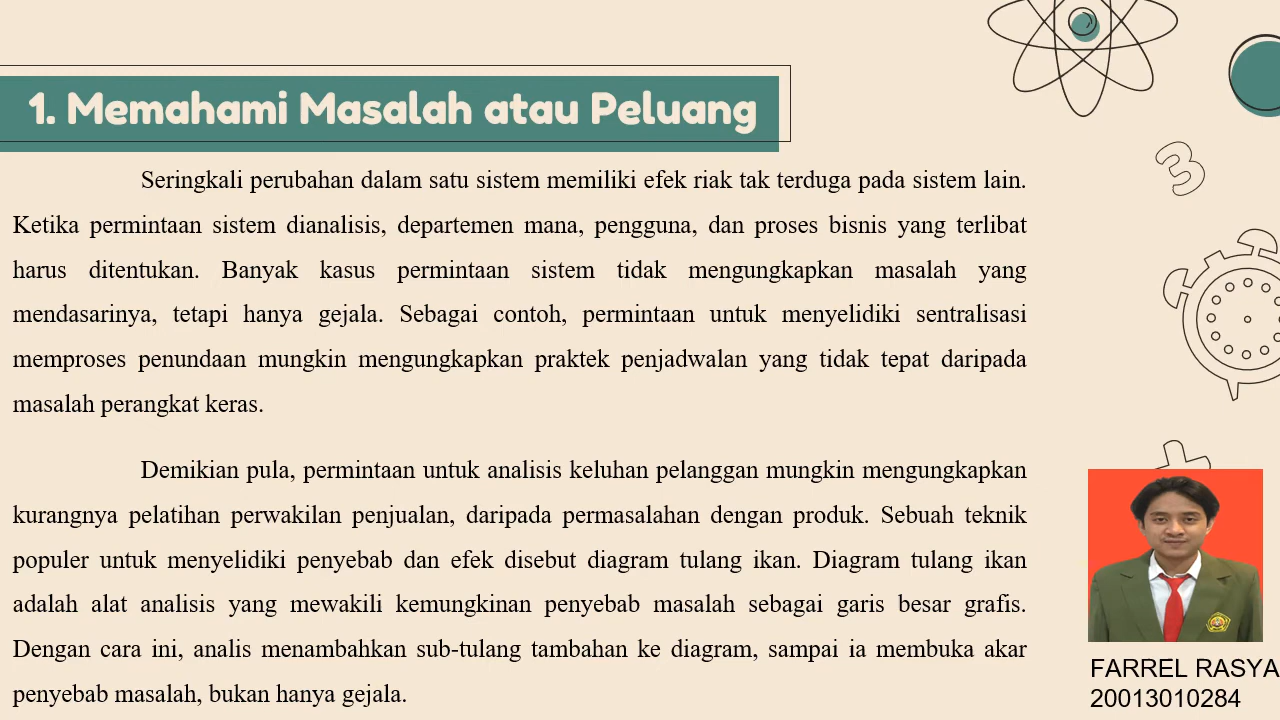 1. Memahami Masalah atau Peluang
Seringkali perubahan dalam satu sistem memiliki efek riak tak terduga pada sistem lain.
Ketika permintaan sistem dianalisis, departemen mana, pengguna, dan proses bisnis yang terlibat
harus ditentukan. Banyak kasus permintaan sistem tidak mengungkapkan masalah yang
mendasarinya, tetapi hanya gejala. Sebagai contoh, permintaan untuk menyelidiki sentralisasi
memproses penundaan mungkin mengungkapkan praktek penjadwalan yang tidak tepat daripada
masalah perangkat keras.
Demikian pula, permintaan untuk analisis keluhan pelanggan mungkin mengungkapkan
kurangnya pelatihan perwakilan penjualan, daripada permasalahan dengan produk. Sebuah teknik
populer untuk menyelidiki penyebab dan efek disebut diagram tulang ikan. Diagram tulang ikan
adalah alat analisis yang mewakili kemungkinan penyebab masalah sebagai garis besar grafis.
Dengan cara ini, analis menambahkan sub-tulang tambahan ke diagram, sampai ia membuka akar
penyebab masalah, bukan hanya gejala.
3
FARREL RASYA
20013010284